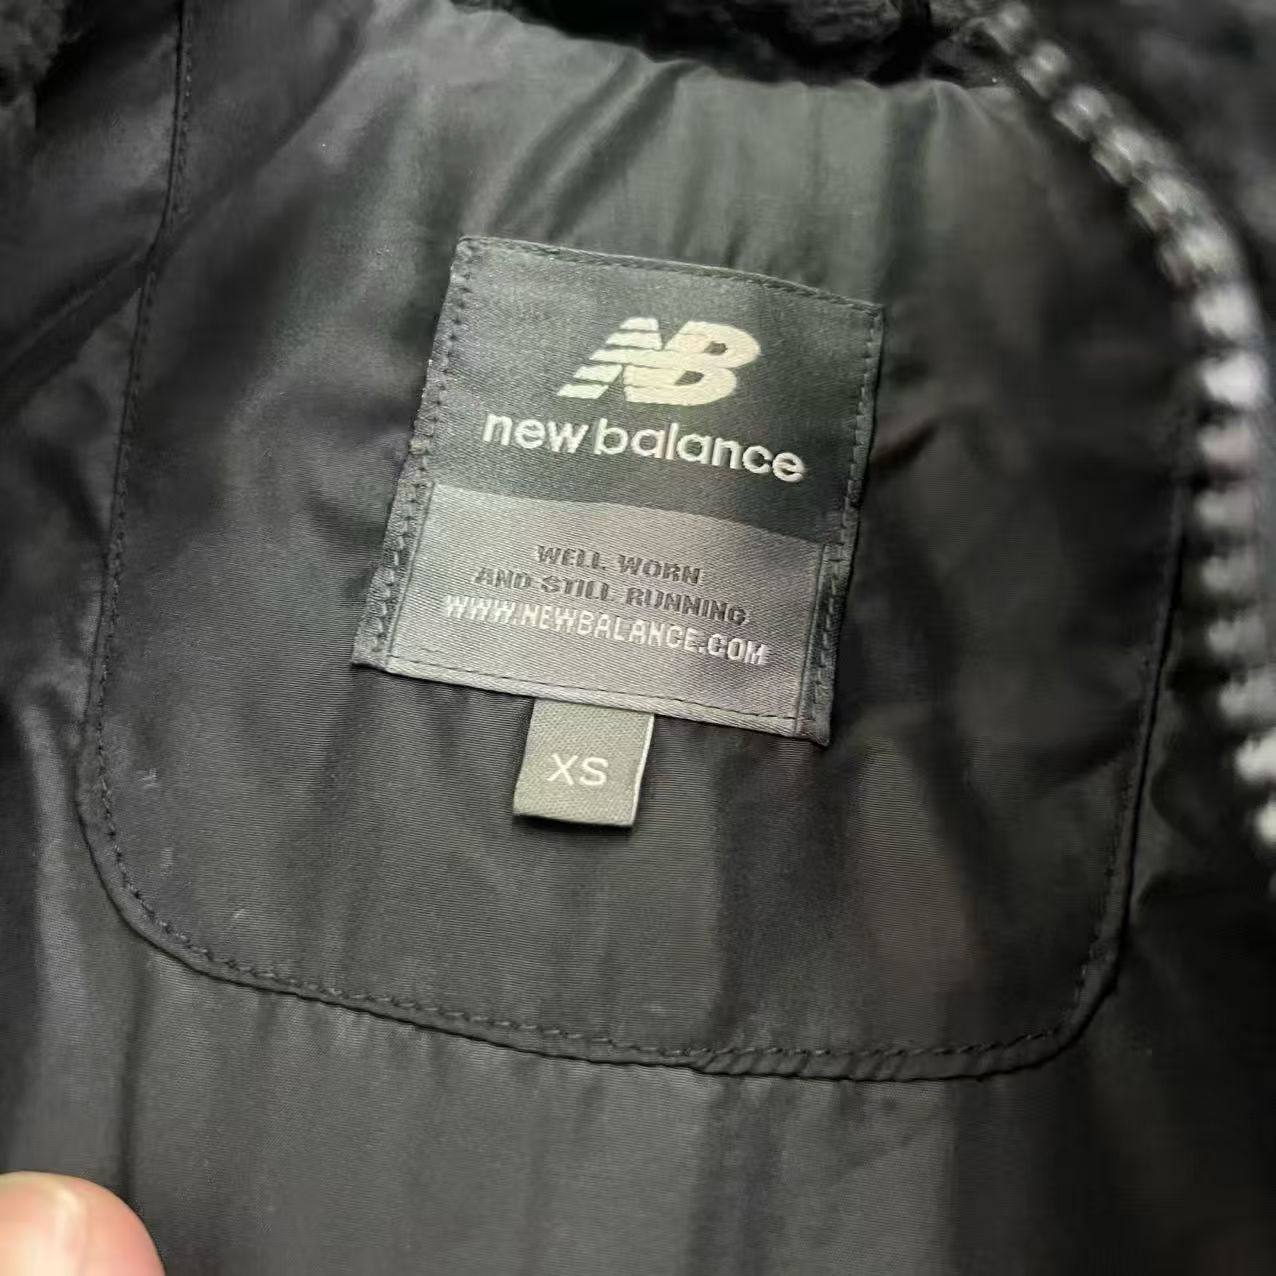 NB
new balance
WELL WORN
AND STILL RUNNING.
WWW.NEWBALANCE.COM
XS